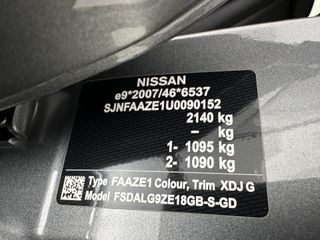 NISSAN
e9*2007/46*6537
SJNFAAZE1U0090152
2140 kg
– kg
1- 1095 kg
2- 1090 kg
Type FAAZE1 Colour, Trim XDJ G
Model FSDALG9ZE18GB-S-GD